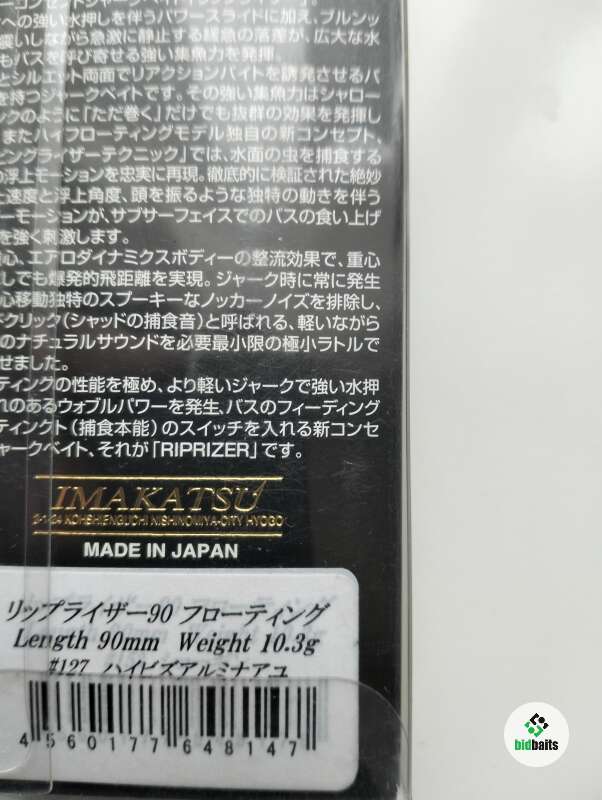 への強い水押しを伴うパワースライドに加え、ブルンッ
震いしながら急激に静止する緩急の落差が、広大な水
もバスを呼び寄せる強い集魚力を発揮。
とシルエット両面でリアクションバイトを誘発させるパ
を持つジャークベイトです。その強い集魚力はシャロー
ンクのように「ただ巻く」だけでも抜群の効果を発揮し
またハイフローティングモデル独自の新コンセプト、
ピングライザーテクニック」では、水面の虫を捕食する
の浮上モーションを忠実に再現。徹底的に検証された絶妙
た速度と浮上角度、頭を振るような独特の動きを伴う
ーモーションが、サブサーフェイスでのバスの食い上げ
を強く刺激します。
心、エアロダイナミクスボディーの整流効果で、重心
しても爆発的飛距離を実現。ジャーク時に常に発生
心移動独特のスプーキーなノッカーノイズを排除し、
ドクリック(シャッドの捕食音)と呼ばれる、軽いながら
のナチュラルサウンドを必要最小限の極小ラトルで
せました。
ティングの性能を極め、より軽いジャークで強い水押
れのあるウォブルパワーを発生、バスのフィーディング
ティンクト(捕食本能)のスイッチを入れる新コンセ
ジャークベイト、それが「RIPRIZER」です。
IMAKATSU
2-1-24 KOHSHIENGUCHI NISHINOMIYA-CITY HYOGO
MADE IN JAPAN
リップライザー90 フローティング
Length 90mm Weight 10.3g
#127 ハイビズアルミナアユ
4 560177 648147
bidbaits